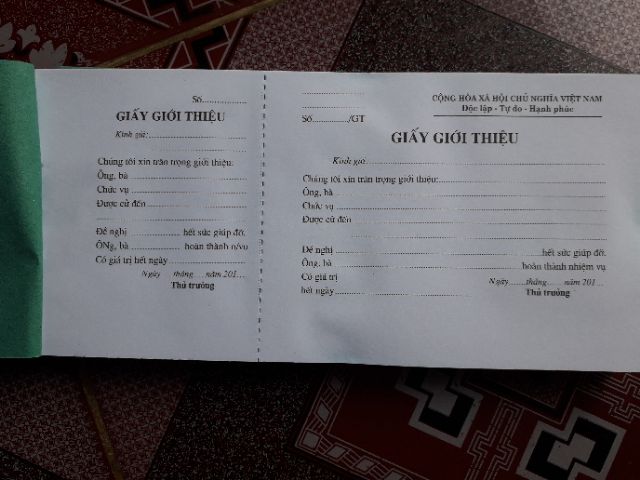 Số...............
GIẤY GIỚI THIỆU
Kính gửi:...............
Chúng tôi xin trân trọng giới thiệu:
Ông, bà...............
Chức vụ...............
Được cử đến...............
Đề nghị............... hết sức giúp đỡ.
ÔNg, bà............... hoàn thành n/vụ
Có giá trị hết ngày...............
Ngày.....tháng.....năm 201....
Thủ trưởng
CỘNG HÒA XÃ HỘI CHỦ NGHĨA VIỆT NAM
Độc lập - Tự do - Hạnh phúc
Số............/GT
GIẤY GIỚI THIỆU
Kính gửi:...............
Chúng tôi xin trân trọng giới thiệu:...............
Ông, bà...............
Chức vụ...............
Được cử đến...............
Đề nghị...............hết sức giúp đỡ.
Ông, bà...............hoàn thành nhiệm vụ
Có giá trị
hết ngày...............
Ngày......tháng......năm 201....
Thủ trưởng